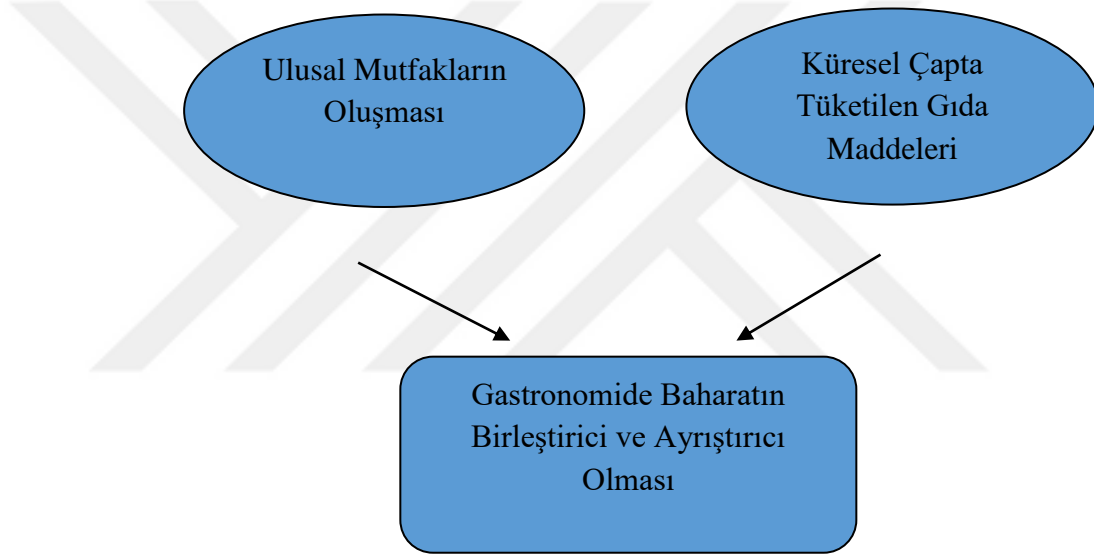 Ulusal Mutfakların
Oluşması
Küresel Çapta
Tüketilen Gıda
Maddeleri
Gastronomide Baharatın
Birleştirici ve Ayrıştırıcı
Olması